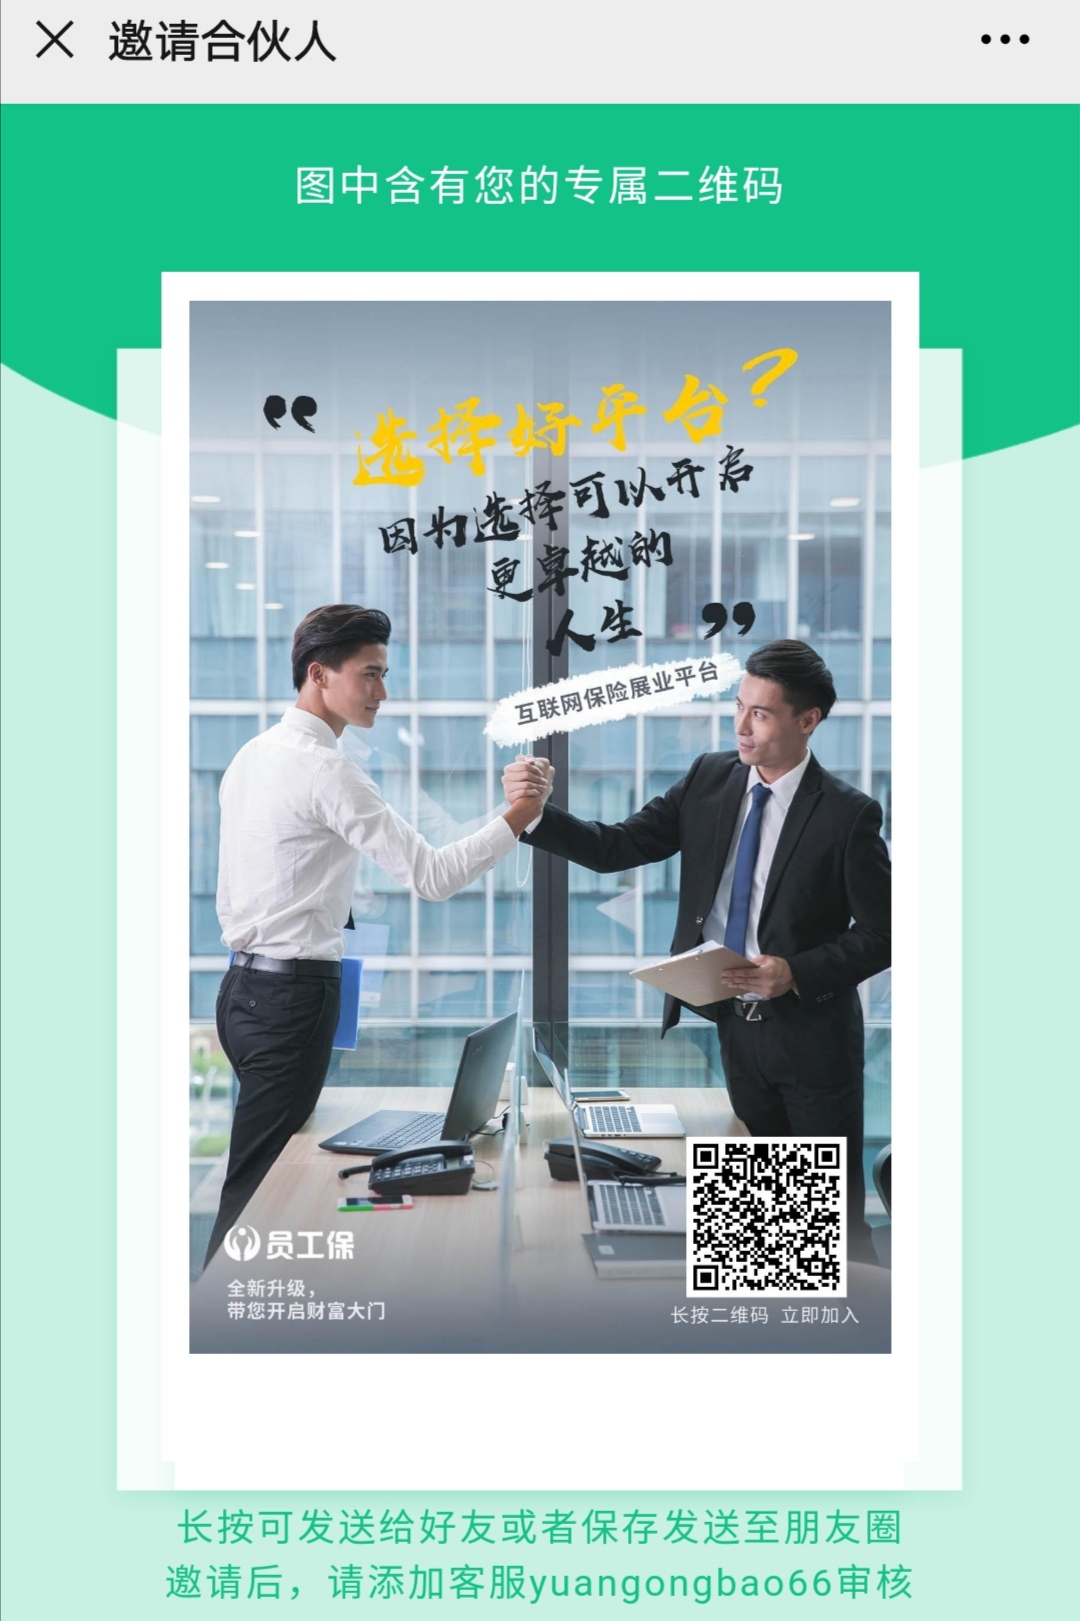 邀请合伙人
图中含有您的专属二维码
“选择好平台?
因为选择可以开启
更卓越的
人生”
互联网保险展业平台
员工保
全新升级，
带您开启财富大门
长按二维码 立即加入
长按可发送给好友或者保存发送至朋友圈
邀请后，请添加客服yuangongbao66审核